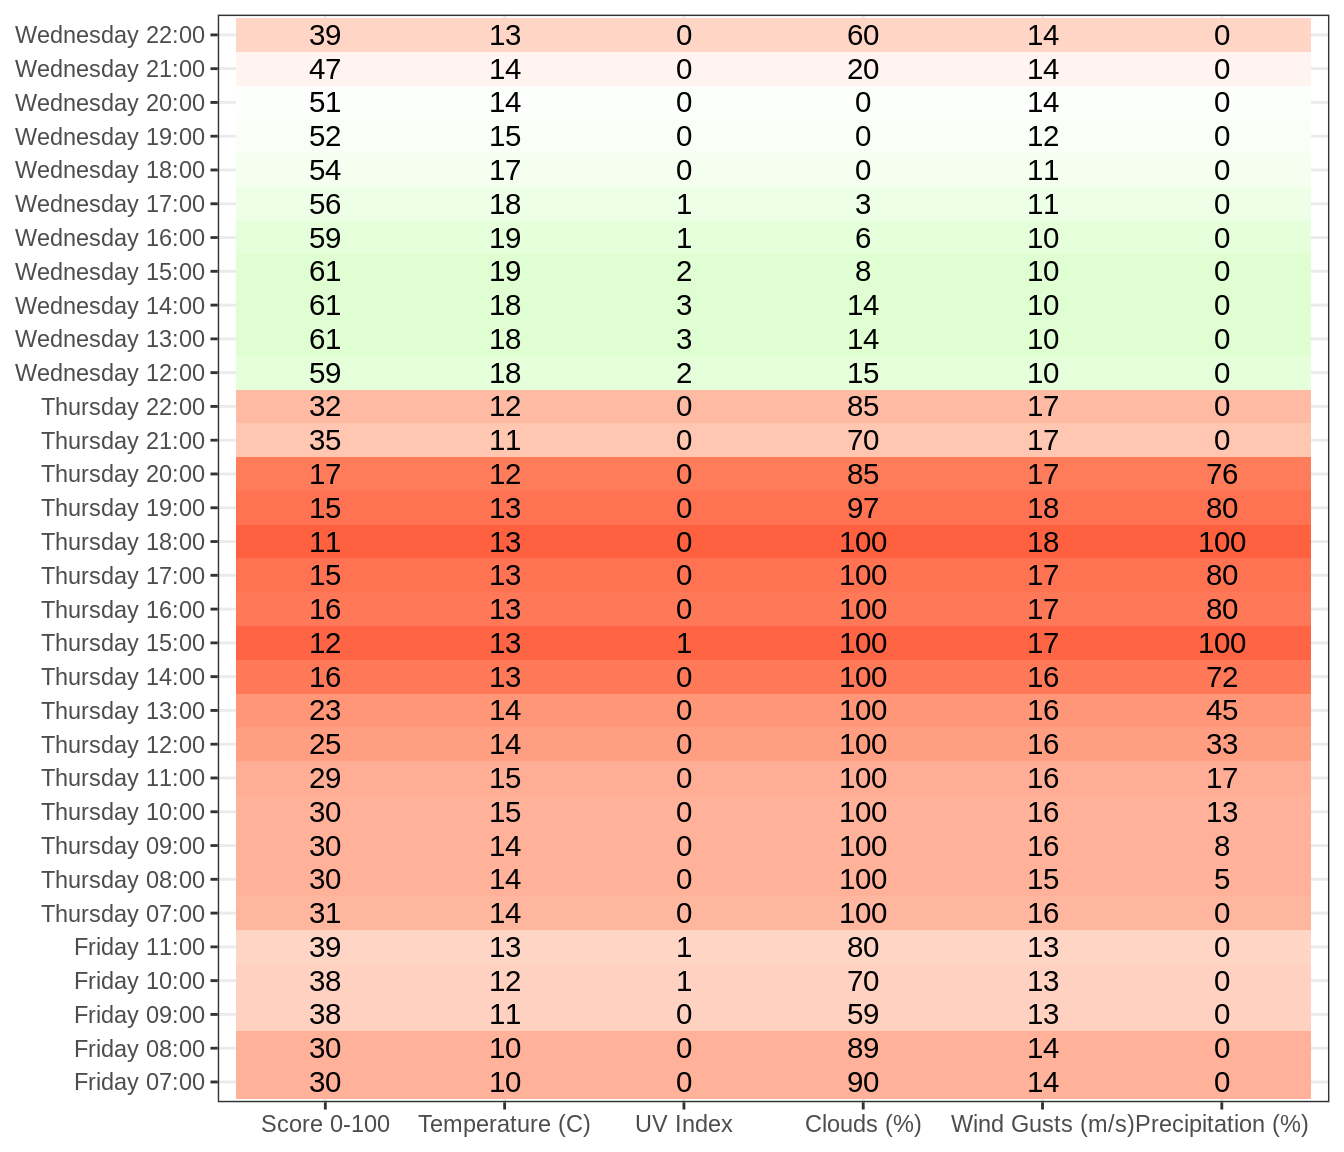 Wednesday 22:00 39 13 0 60 14 0
Wednesday 21:00 47 14 0 20 14 0
Wednesday 20:00 51 14 0 0 14 0
Wednesday 19:00 52 15 0 0 12 0
Wednesday 18:00 54 17 0 0 11 0
Wednesday 17:00 56 18 1 3 11 0
Wednesday 16:00 59 19 1 6 10 0
Wednesday 15:00 61 19 2 8 10 0
Wednesday 14:00 61 18 3 14 10 0
Wednesday 13:00 61 18 3 14 10 0
Wednesday 12:00 59 18 2 15 10 0
Thursday 22:00 32 12 0 85 17 0
Thursday 21:00 35 11 0 70 17 0
Thursday 20:00 17 12 0 85 17 76
Thursday 19:00 15 13 0 97 18 80
Thursday 18:00 11 13 0 100 18 100
Thursday 17:00 15 13 0 100 17 80
Thursday 16:00 16 13 0 100 17 80
Thursday 15:00 12 13 1 100 17 100
Thursday 14:00 16 13 0 100 16 72
Thursday 13:00 23 14 0 100 16 45
Thursday 12:00 25 14 0 100 16 33
Thursday 11:00 29 15 0 100 16 17
Thursday 10:00 30 15 0 100 16 13
Thursday 09:00 30 14 0 100 16 8
Thursday 08:00 30 14 0 100 15 5
Thursday 07:00 31 14 0 100 16 0
Friday 11:00 39 13 1 80 13 0
Friday 10:00 38 12 1 70 13 0
Friday 09:00 38 11 0 59 13 0
Friday 08:00 30 10 0 89 14 0
Friday 07:00 30 10 0 90 14 0
Score 0-100 Temperature (C) UV Index Clouds (%) Wind Gusts (m/s) Precipitation (%)